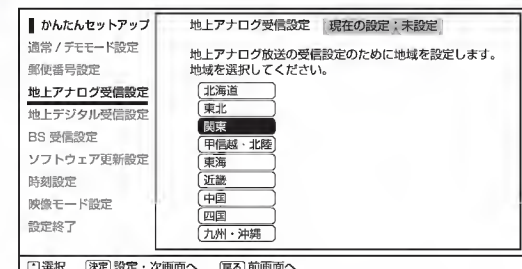 かんたんセットアップ
通常 / デモモード設定
郵便番号設定
地上アナログ受信設定
地上デジタル受信設定
BS 受信設定
ソフトウェア更新設定
時刻設定
映像モード設定
設定終了
地上アナログ受信設定 現在の設定：未設定
地上アナログ放送の受信設定のために地域を設定します。
地域を選択してください。
北海道
東北
関東
甲信越・北陸
東海
近畿
中国
四国
九州・沖縄
選択 決定 設定・次画面へ 戻る 前画面へ